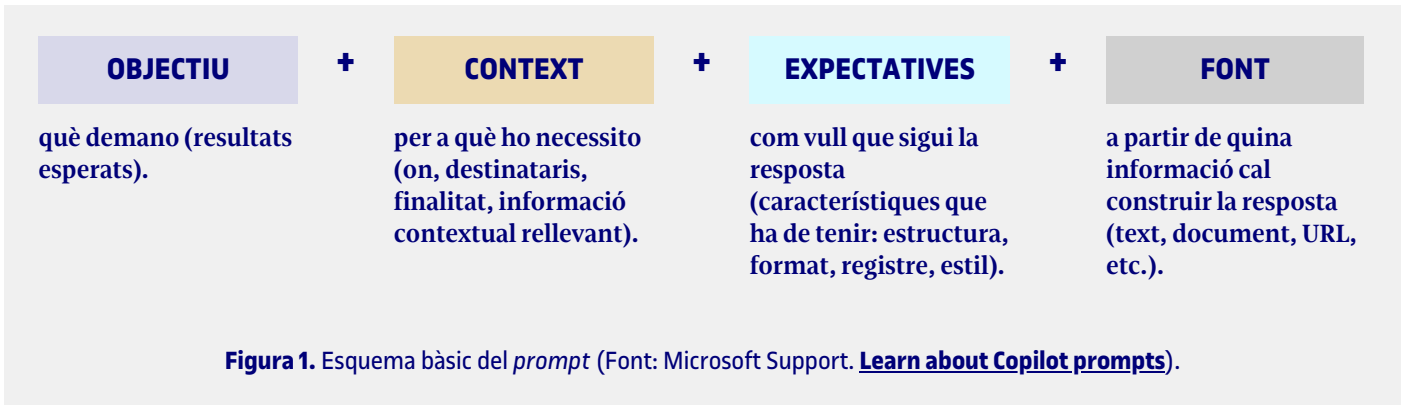 OBJECTIU + CONTEXT + EXPECTATIVES + FONT
què demano (resultats
esperats).
per a què ho necessito
(on, destinataris,
finalitat, informació
contextual rellevant).
com vull que sigui la
resposta
(característiques que
ha de tenir: estructura,
format, registre, estil).
a partir de quina
informació cal
construir la resposta
(text, document, URL,
etc.).
Figura 1. Esquema bàsic del prompt (Font: Microsoft Support. Learn about Copilot prompts).